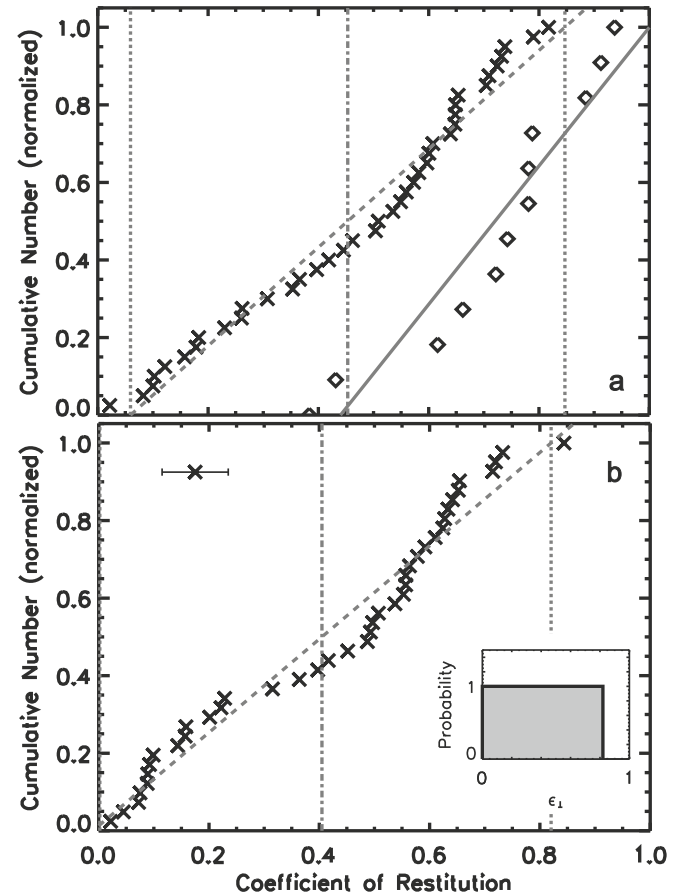 1.0
0.8
0.6
0.4
0.2
0.0
Cumulative Number (normalized)
a
1.0
0.8
0.6
0.4
0.2
0.0
Cumulative Number (normalized)
b
Probability
1
0
0
1
ϵ⊥
0.0 0.2 0.4 0.6 0.8 1.0
Coefficient of Restitution